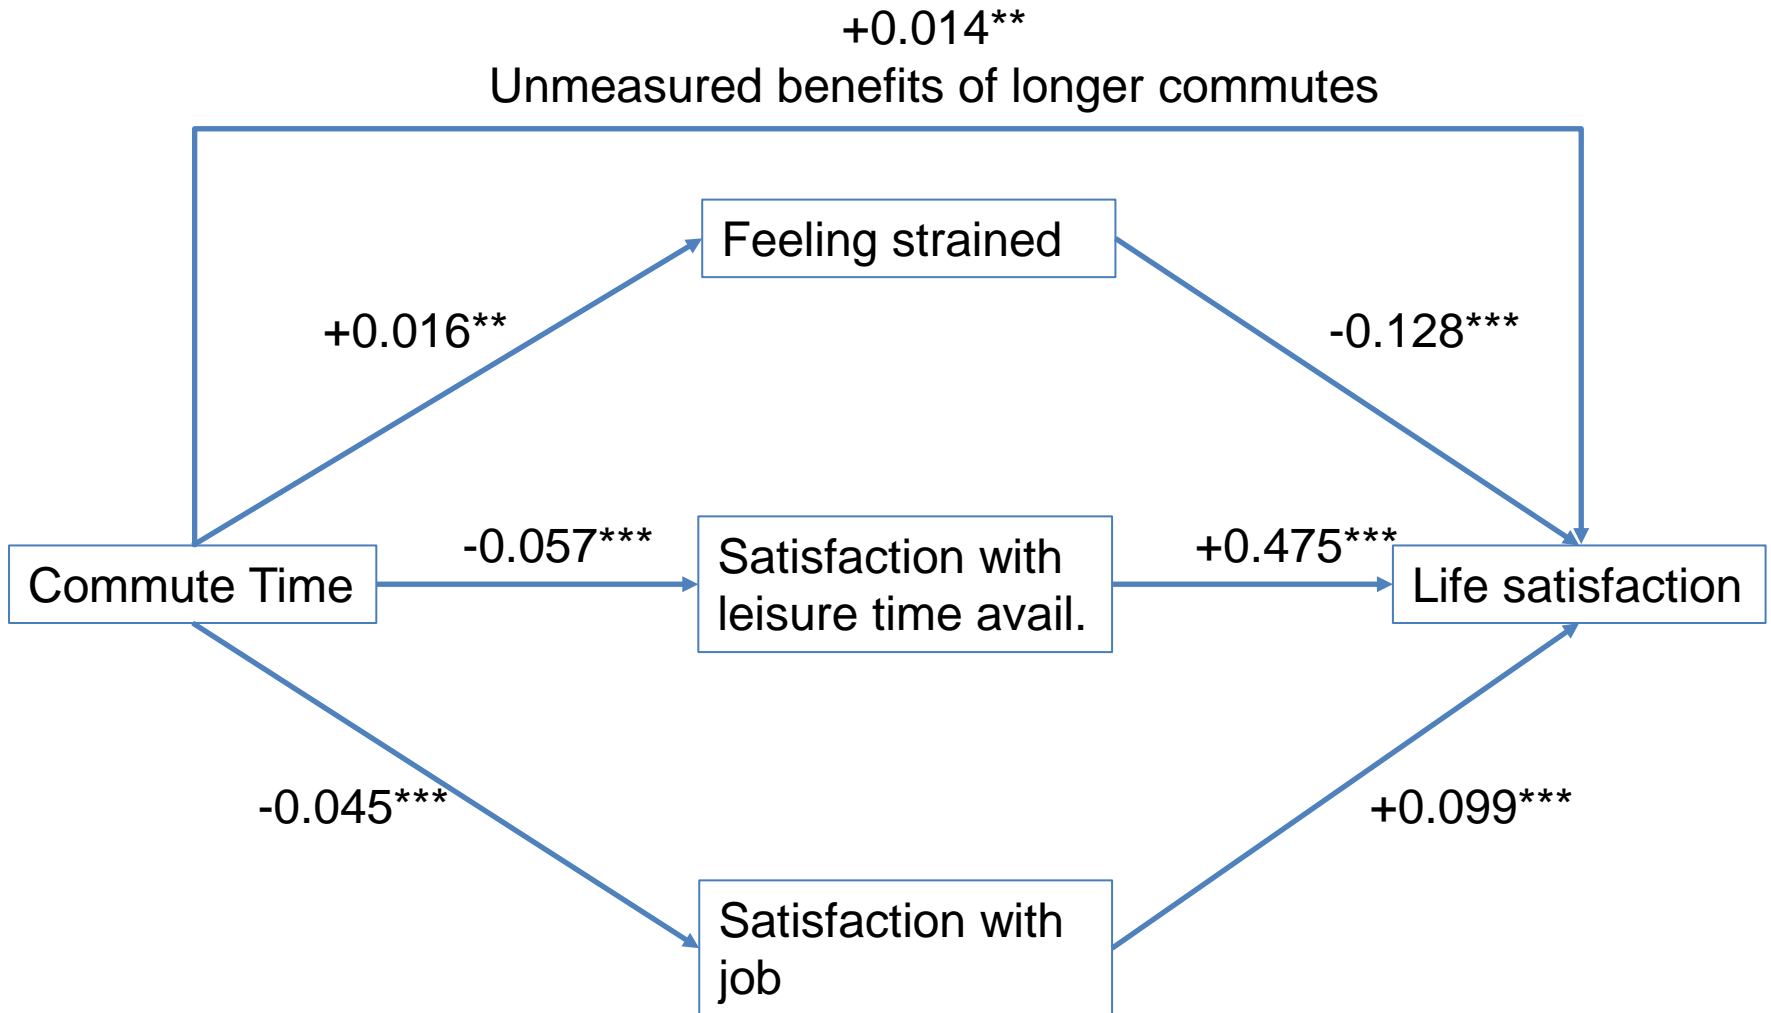 +0.014**
Unmeasured benefits of longer commutes
Feeling strained
+0.016**
-0.128***
-0.057***
Satisfaction with
leisure time avail.
+0.475***
Commute Time
Life satisfaction
-0.045***
+0.099***
Satisfaction with
job